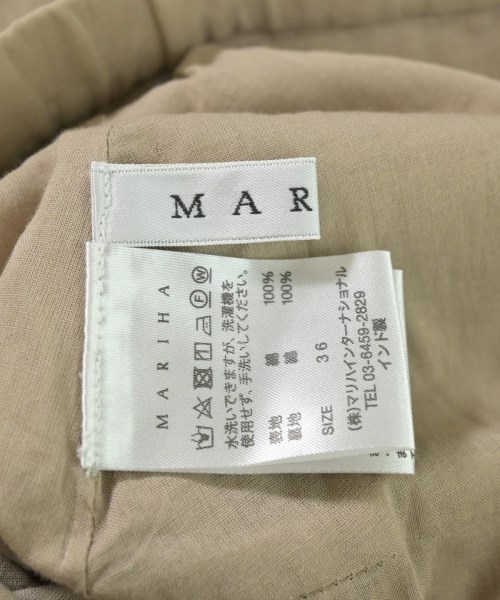 MAR
MARIHA
水洗いできますが、洗濯機を
使用せず、手洗いしてください。
表地 綿 100%
裏地 綿 100%
SIZE 36
(株)マリハインターナショナル
TEL 03-6459-2829
インド製